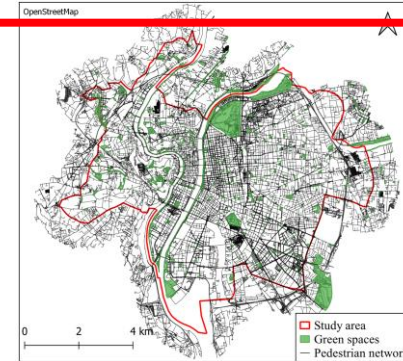 OpenStreetMap
0 2 4 km
Study area
Green spaces
Pedestrian networ